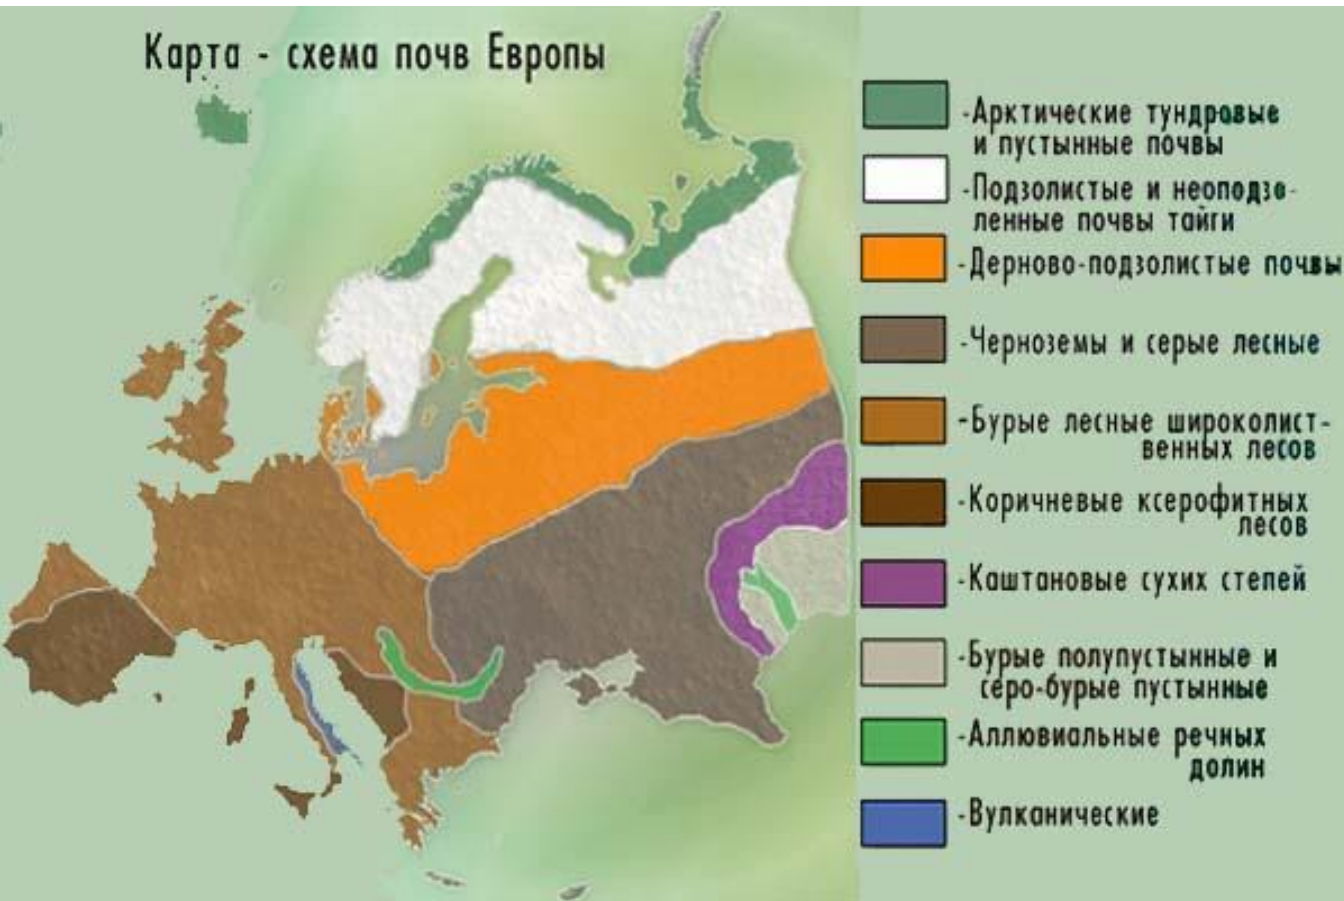 Карта - схема почв Европы
-Арктические тундровые
и пустынные почвы
-Подзолистые и неоподзо-
ленные почвы тайги
-Дерново-подзолистые почвы
-Черноземы и серые лесные
-Бурые лесные широколист-
венных лесов
-Коричневые ксерофитных
лесов
-Каштановые сухих степей
-Бурые полупустынные и
серо-бурые пустынные
-Аллювиальные речных
долин
-Вулканические